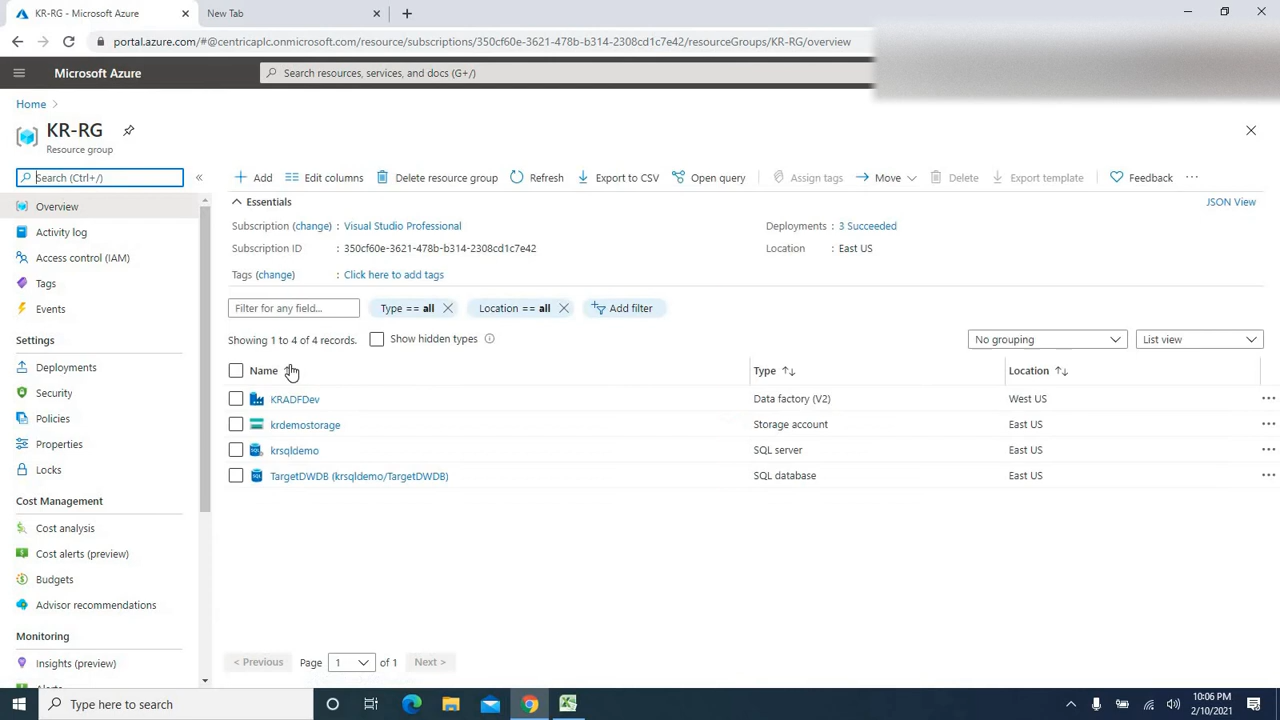 KR-RG - Microsoft Azure
New Tab
portal.azure.com/#@centricaplc.onmicrosoft.com/resource/subscriptions/350cf60e-3621-478b-b314-2308cd1c7e42/resourceGroups/KR-RG/overview
Microsoft Azure
Search resources, services, and docs (G+/)
Home
KR-RG
Resource group
Search (Ctrl+/)
Overview
Activity log
Access control (IAM)
Tags
Events
Settings
Deployments
Security
Policies
Properties
Locks
Cost Management
Cost analysis
Cost alerts (preview)
Budgets
Advisor recommendations
Monitoring
Insights (preview)
Add Edit columns Delete resource group Refresh Export to CSV Open query Assign tags Move Delete Export template Feedback
Essentials JSON View
Subscription (change) : Visual Studio Professional Deployments : 3 Succeeded
Subscription ID : 350cf60e-3621-478b-b314-2308cd1c7e42 Location : East US
Tags (change) : Click here to add tags
Filter for any field... Type == all Location == all Add filter
Showing 1 to 4 of 4 records. Show hidden types No grouping List view
Name Type Location
KRADFDev Data factory (V2) West US
krdemostorage Storage account East US
krsqldemo SQL server East US
TargetDWDB (krsqldemo/TargetDWDB) SQL database East US
< Previous Page 1 of 1 Next >
Type here to search
10:06 PM
2/10/2021